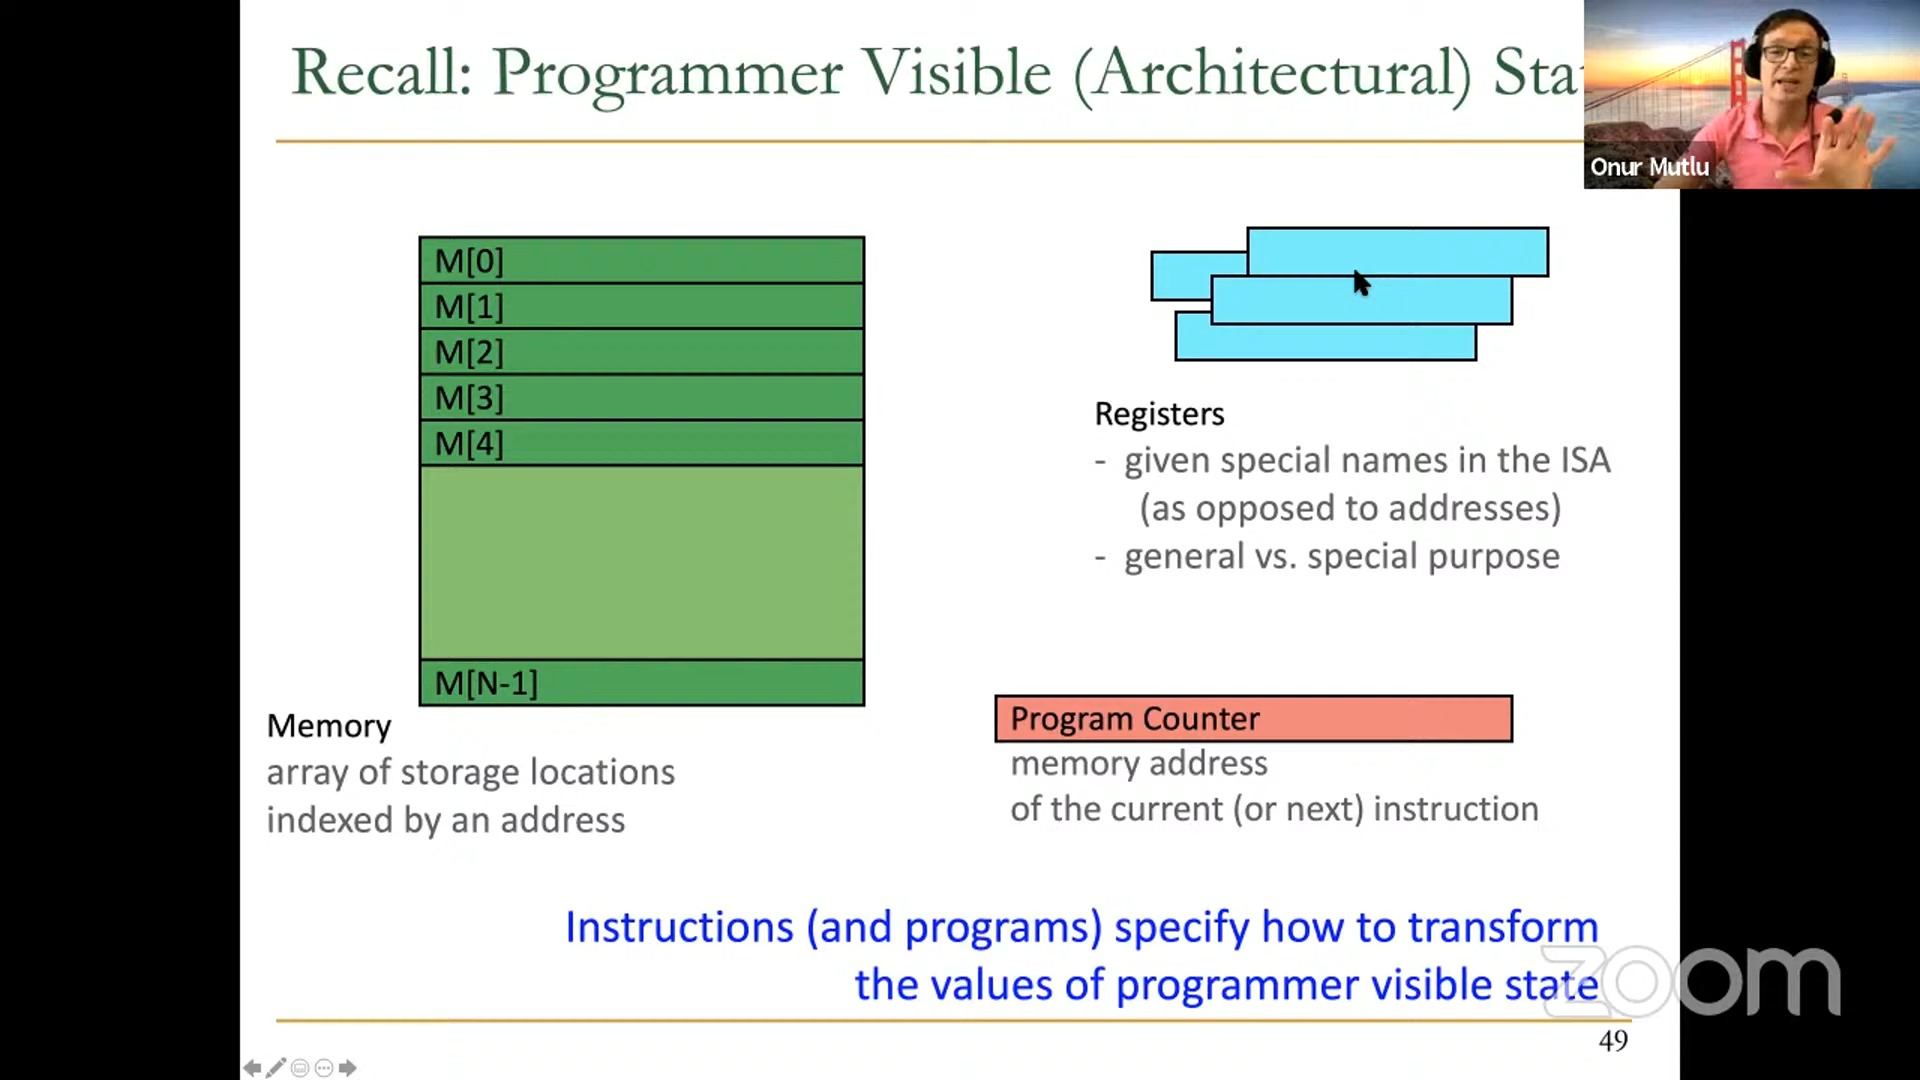 Recall: Programmer Visible (Architectural) Sta
Onur Mutlu
M[0]
M[1]
M[2]
M[3]
M[4]
M[N-1]
Memory
array of storage locations
indexed by an address
Registers
- given special names in the ISA
(as opposed to addresses)
- general vs. special purpose
Program Counter
memory address
of the current (or next) instruction
Instructions (and programs) specify how to transform
the values of programmer visible state
zoom
49